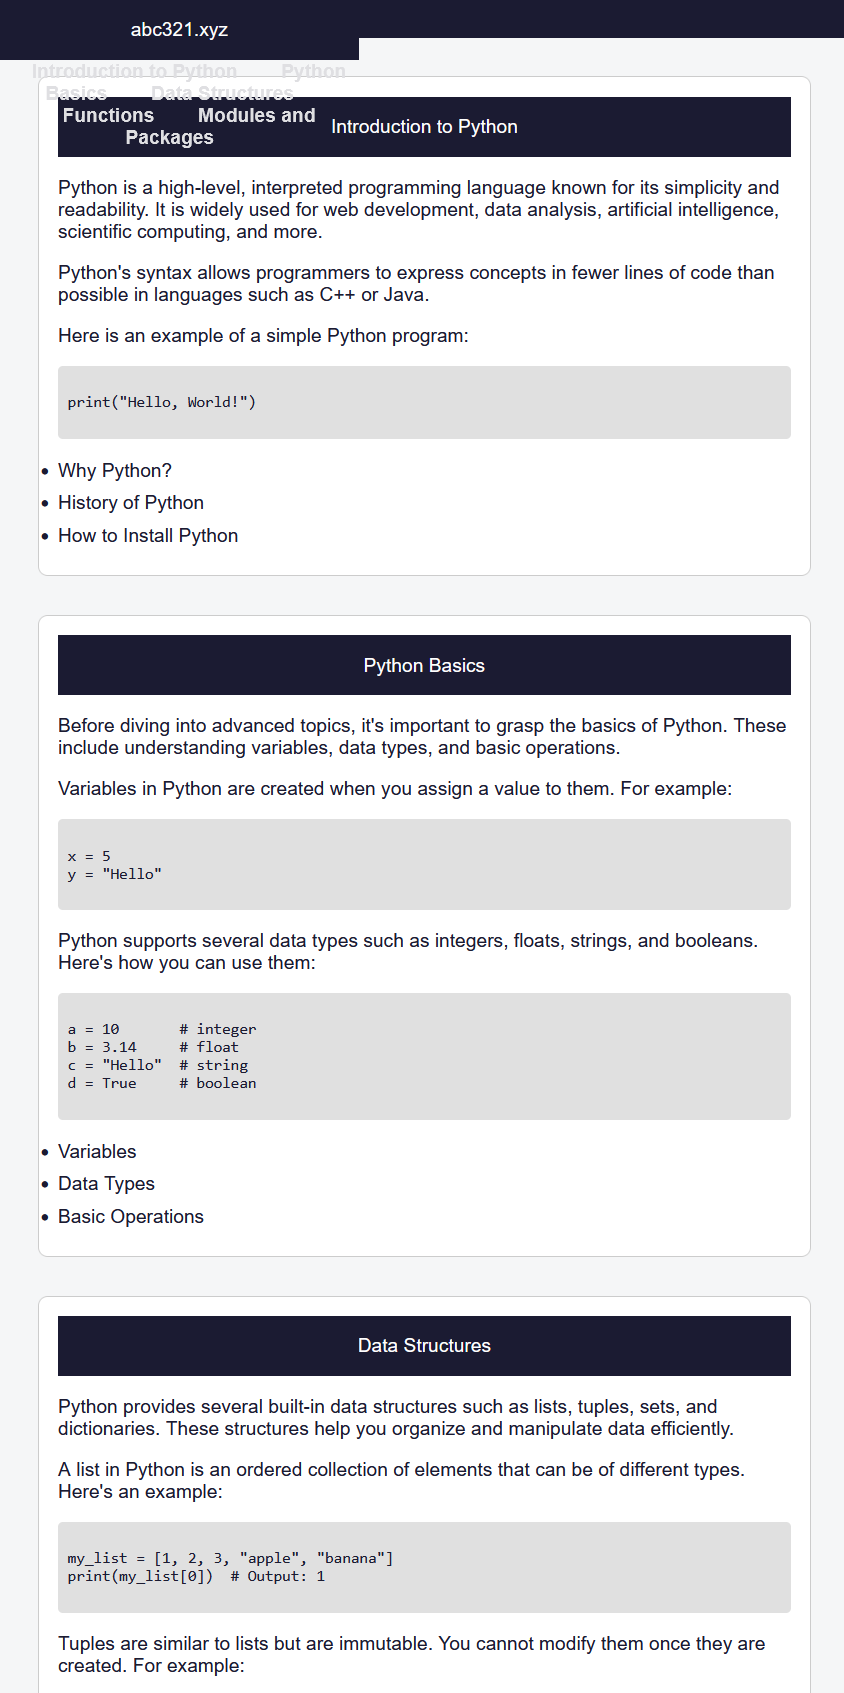 abc321.xyz
Introduction to Python Python
Basics Data Structures
Functions Modules and
Packages
Introduction to Python
Python is a high-level, interpreted programming language known for its simplicity and
readability. It is widely used for web development, data analysis, artificial intelligence,
scientific computing, and more.
Python's syntax allows programmers to express concepts in fewer lines of code than
possible in languages such as C++ or Java.
Here is an example of a simple Python program:
print("Hello, World!")
• Why Python?
• History of Python
• How to Install Python
Python Basics
Before diving into advanced topics, it's important to grasp the basics of Python. These
include understanding variables, data types, and basic operations.
Variables in Python are created when you assign a value to them. For example:
x = 5
y = "Hello"
Python supports several data types such as integers, floats, strings, and booleans.
Here's how you can use them:
a = 10       # integer
b = 3.14     # float
c = "Hello"  # string
d = True     # boolean
• Variables
• Data Types
• Basic Operations
Data Structures
Python provides several built-in data structures such as lists, tuples, sets, and
dictionaries. These structures help you organize and manipulate data efficiently.
A list in Python is an ordered collection of elements that can be of different types.
Here's an example:
my_list = [1, 2, 3, "apple", "banana"]
print(my_list[0])  # Output: 1
Tuples are similar to lists but are immutable. You cannot modify them once they are
created. For example: